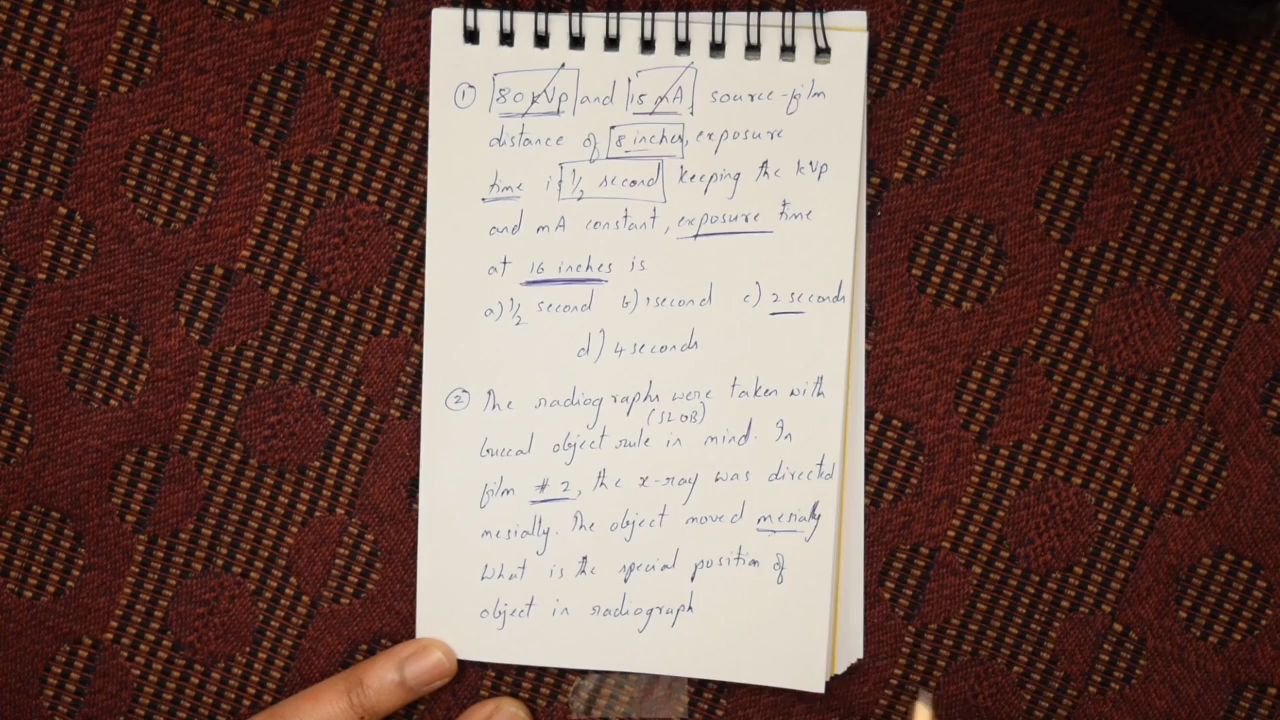 ① 80 kVp and 15 mA, source-film
distance of 8 inches, exposure
time is 1/2 second keeping the kVp
and mA constant, exposure time
at 16 inches is
a) 1/2 second b) 1second c) 2 seconds
d) 4 seconds
② The radiographs were taken with
(SLOB)
buccal object rule in mind. In
film # 2, the x-ray was directed
mesially. The object moved mesially
What is the special position of
object in radiograph